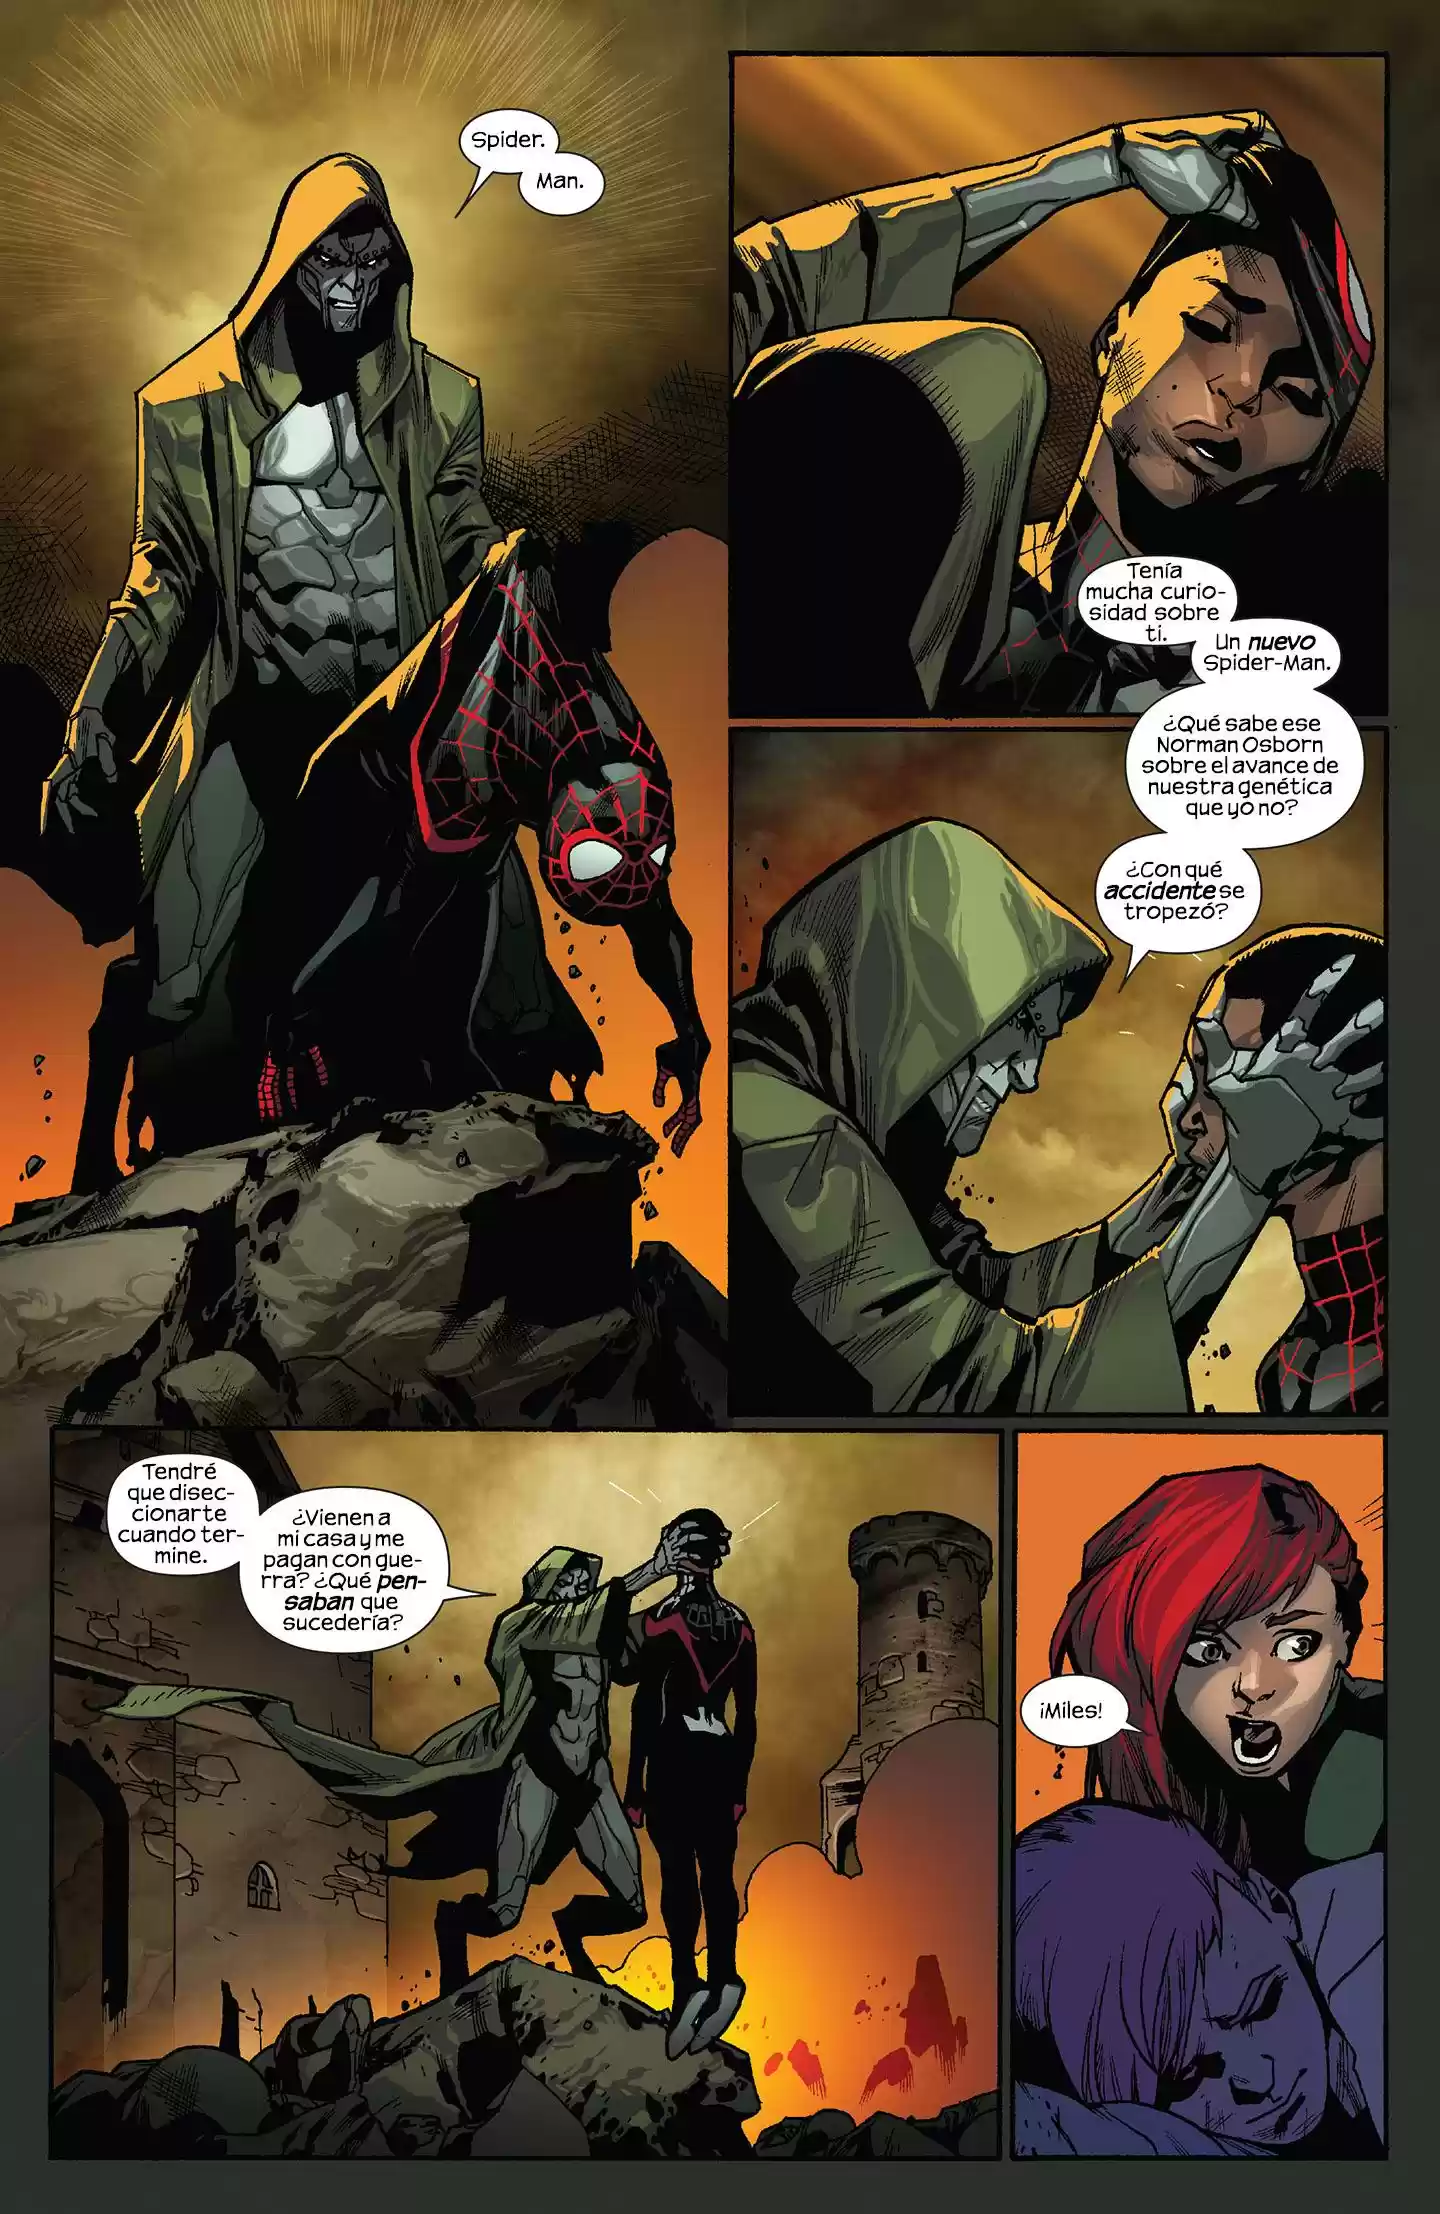 Spider.
Man.
Tenía
mucha curio-
sidad sobre
ti.
Un nuevo
Spider-Man.
¿Qué sabe ese
Norman Osborn
sobre el avance de
nuestra genética
que yo no?
¿Con qué
accidente se
tropezó?
Tendré
que disec-
cionarte
cuando ter-
mine.
¿Vienen a
mi casa y me
pagan con gue-
rra? ¿Qué pen-
saban que
sucedería?
¡Miles!